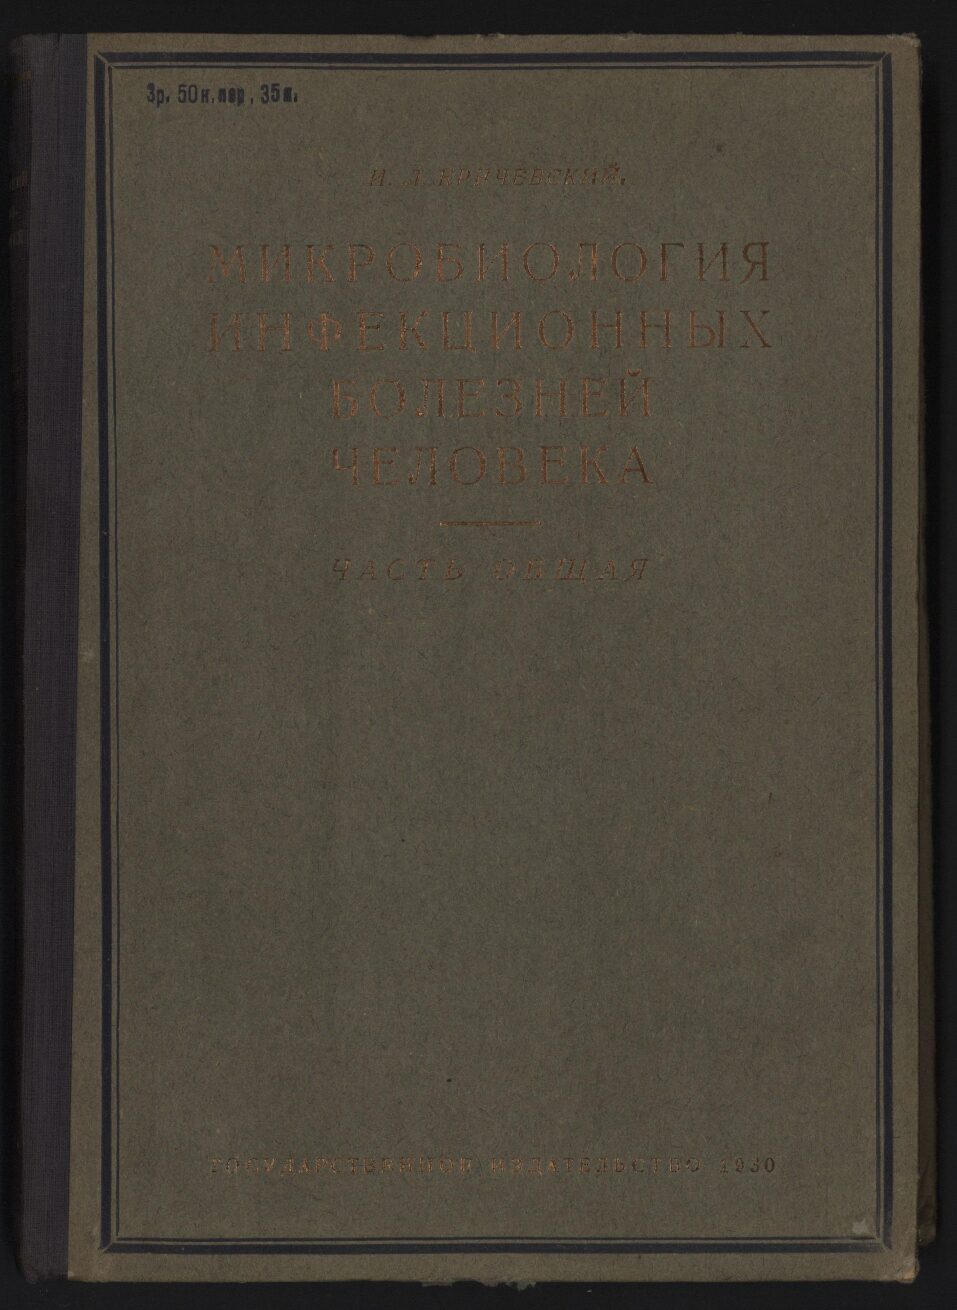 3р. 50к. пер. 35к.
И. Л. КРИЧЕВСКИЙ.
МИКРОБИОЛОГИЯ
ИНФЕКЦИОННЫХ
БОЛЕЗНЕЙ
ЧЕЛОВЕКА
ЧАСТЬ ОБЩАЯ
ГОСУДАРСТВЕННОЕ ИЗДАТЕЛЬСТВО 1930